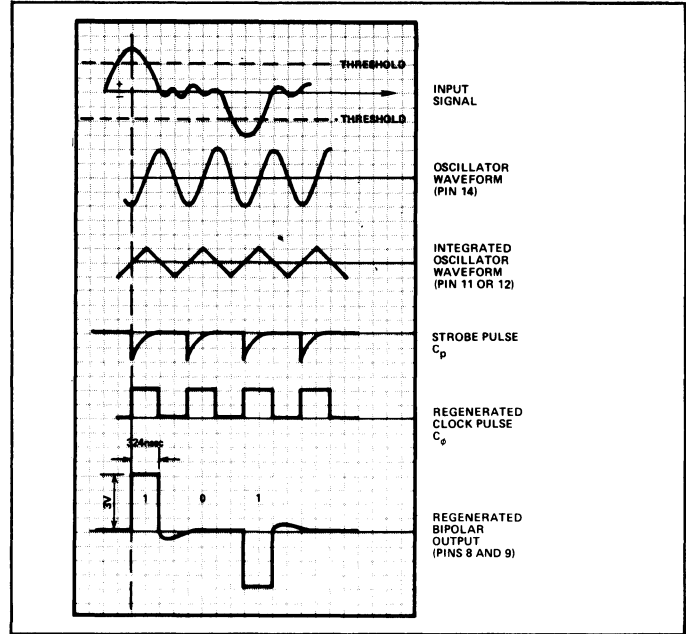 THRESHOLD
+
−
INPUT
SIGNAL
THRESHOLD
OSCILLATOR
WAVEFORM
(PIN 14)
INTEGRATED
OSCILLATOR
WAVEFORM
(PIN 11 OR 12)
STROBE PULSE
Cp
REGENERATED
CLOCK PULSE
Cϕ
324nsec
3V
1 0 1
REGENERATED
BIPOLAR
OUTPUT
(PINS 8 AND 9)